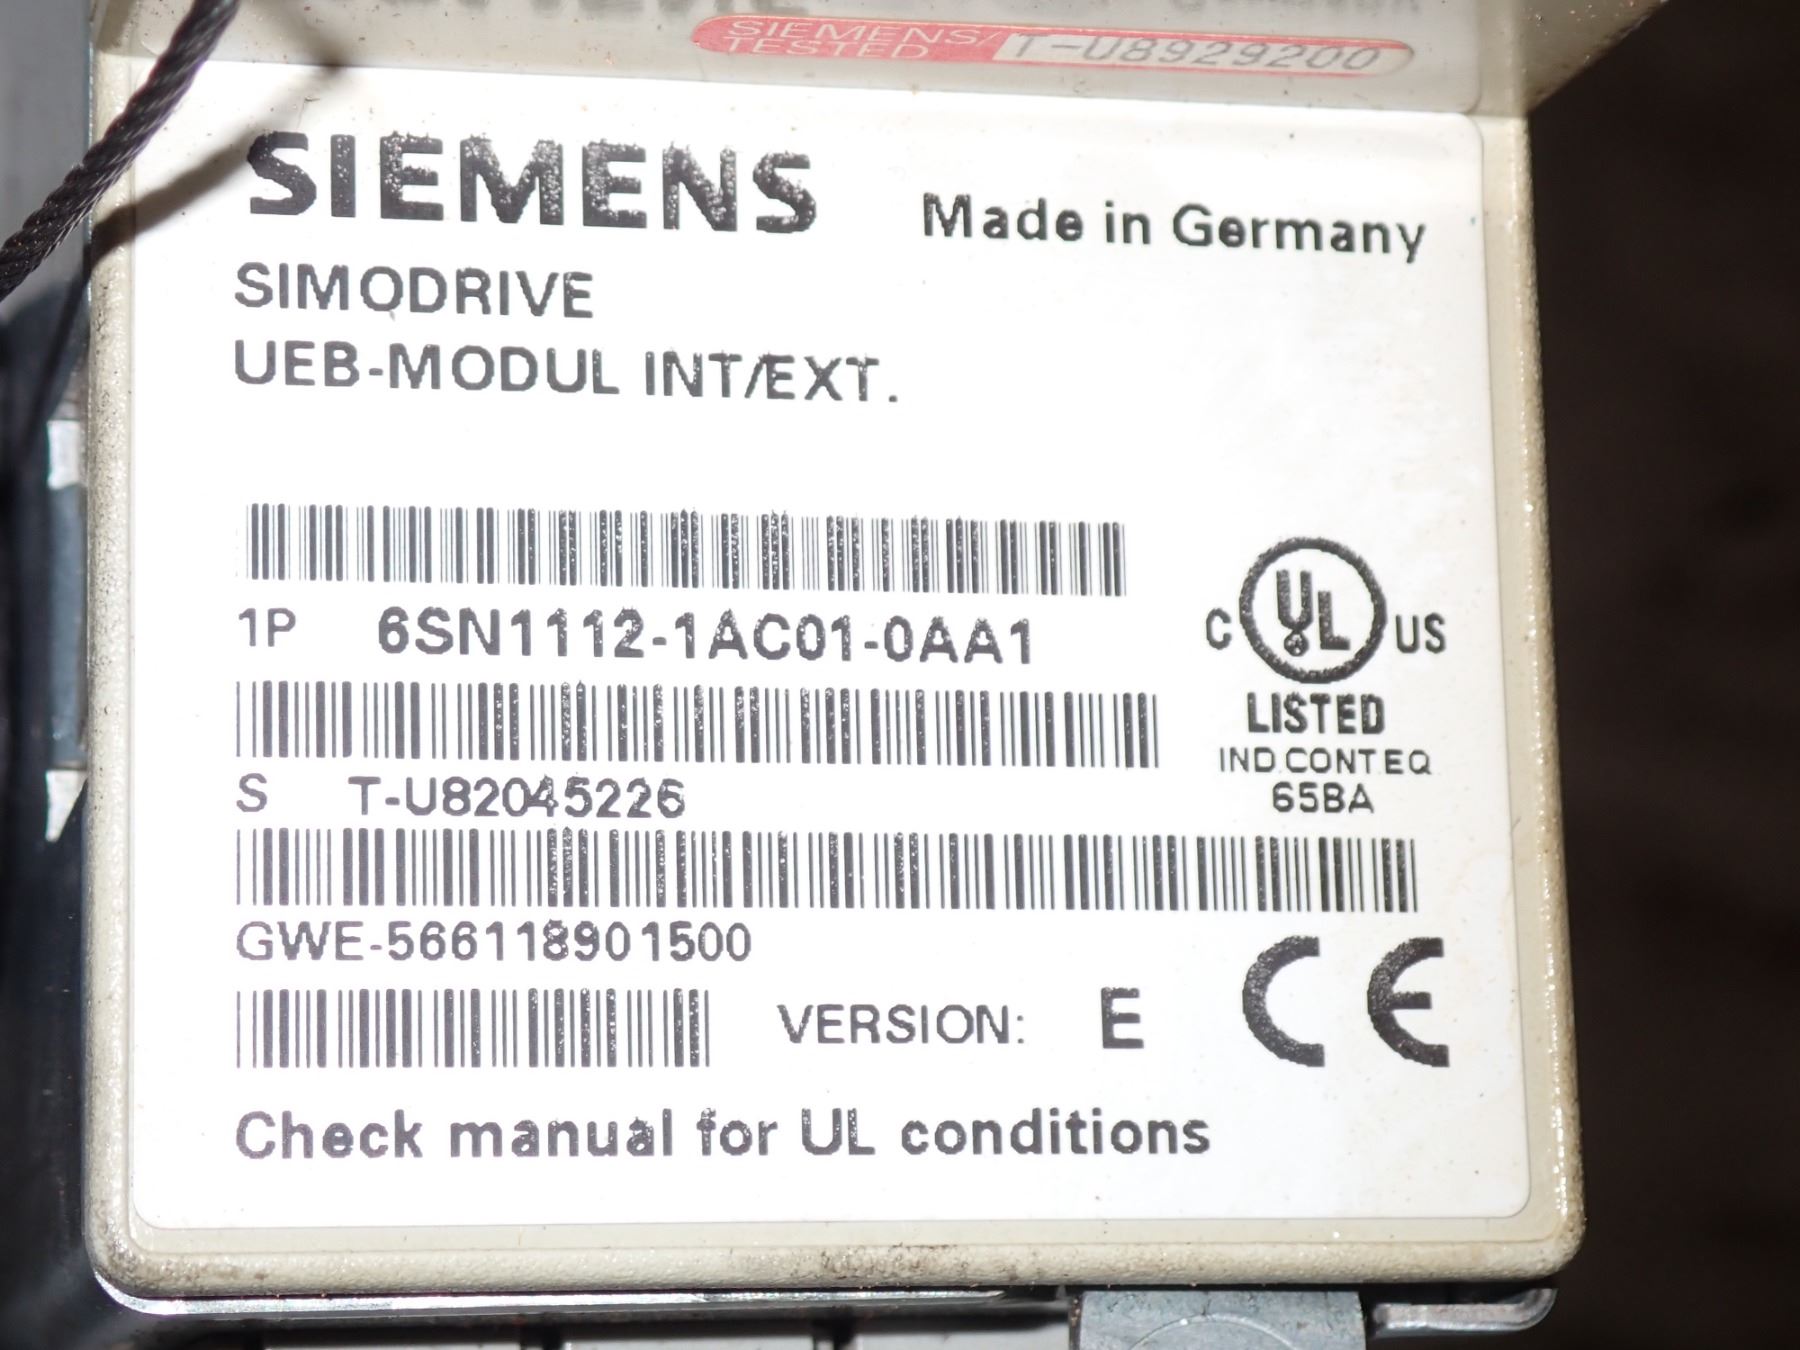 SIEMENS/
TESTED T-U8929200
SIEMENS Made in Germany
SIMODRIVE
UEB-MODUL INT/EXT.
1P 6SN1112-1AC01-0AA1
C UL US
LISTED
IND.CONT.EQ
65BA
S T-U82045226
GWE-566118901500
VERSION: E CE
Check manual for UL conditions